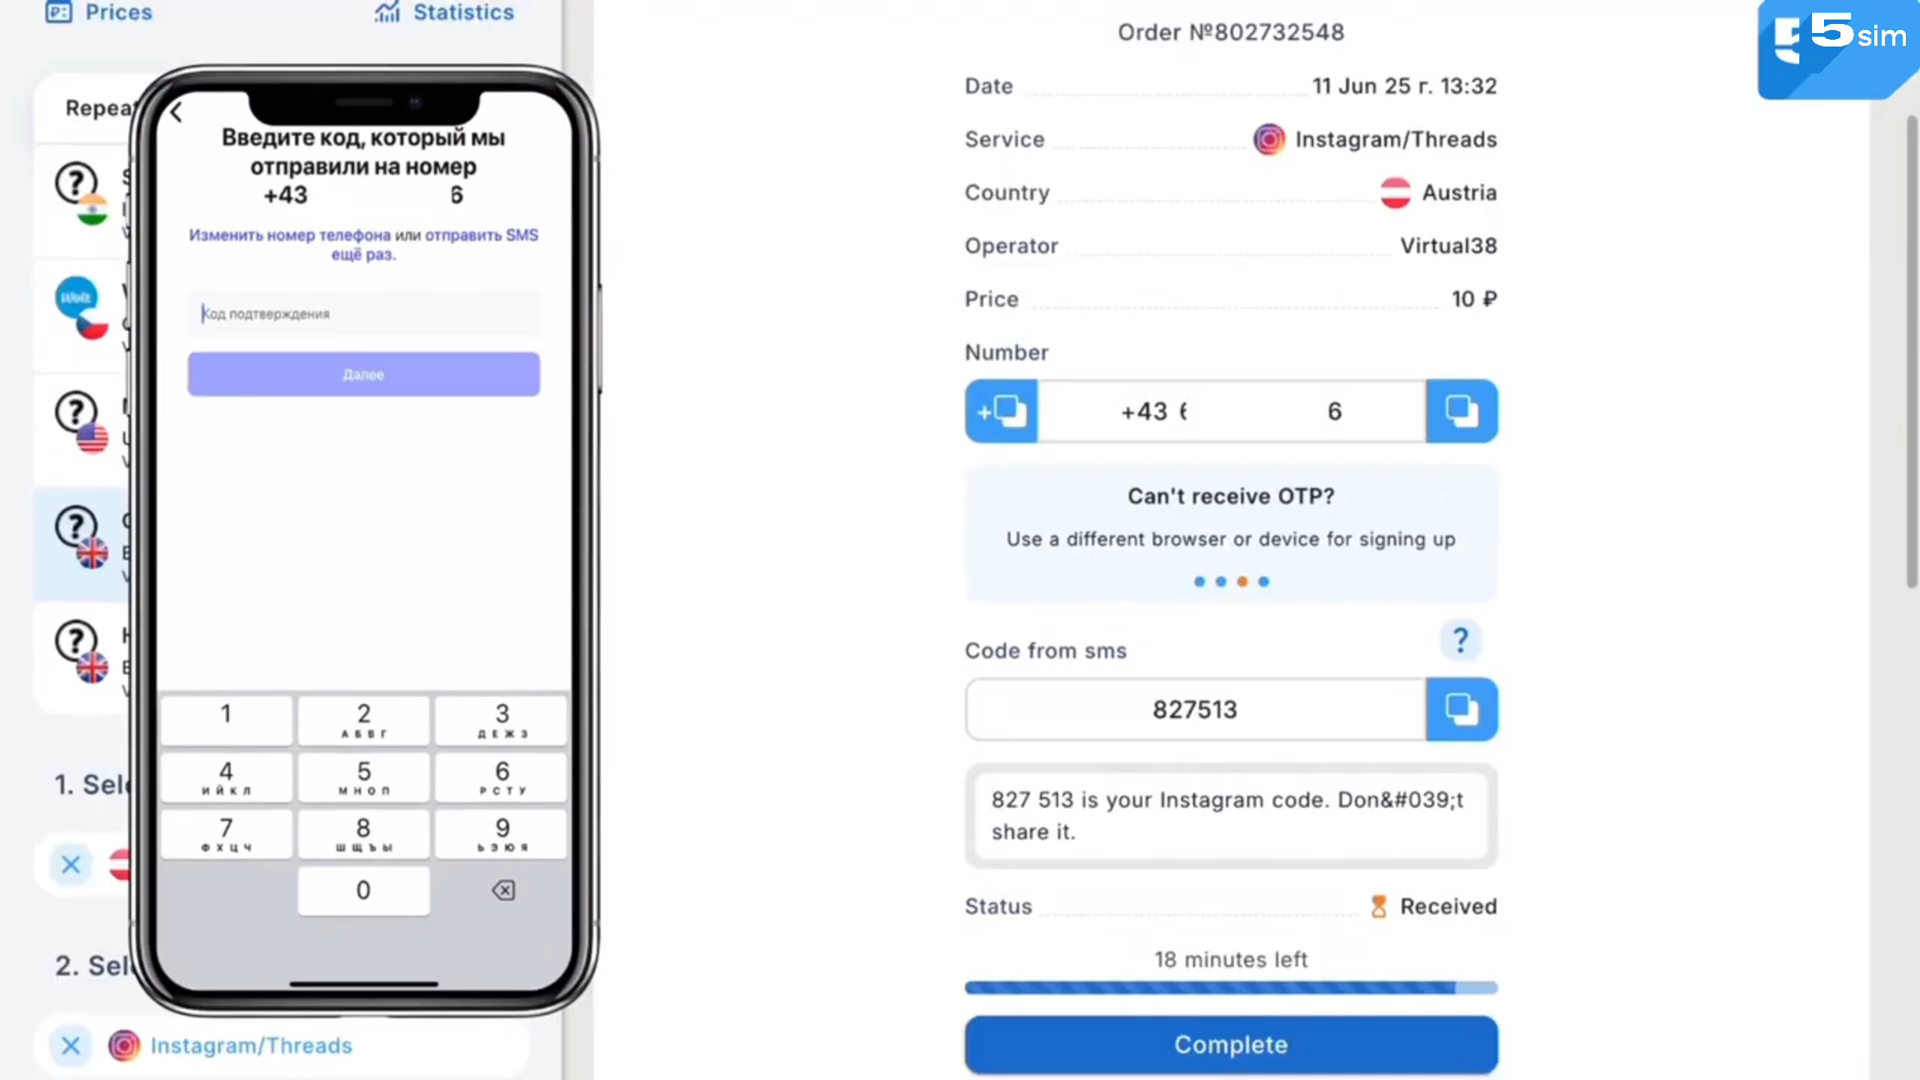 Prices
Statistics
Repea
Введите код, который мы
отправили на номер
+43 6
Изменить номер телефона или отправить SMS
ещё раз.
Код подтверждения
Далее
1
2
АБВГ
3
ДЕЖЗ
4
ИЙКЛ
5
МНОП
6
РСТУ
7
ФХЦЧ
8
ШЩЪЫ
9
ЬЭЮЯ
0
Wolt
1. Sel
2. Sel
Instagram/Threads
Order №802732548
Date 11 Jun 25 г. 13:32
Service Instagram/Threads
Country Austria
Operator Virtual38
Price 10 ₽
Number
+43 6
Can't receive OTP?
Use a different browser or device for signing up
Code from sms
?
827513
827 513 is your Instagram code. Don&#039;t
share it.
Status Received
18 minutes left
Complete
5sim